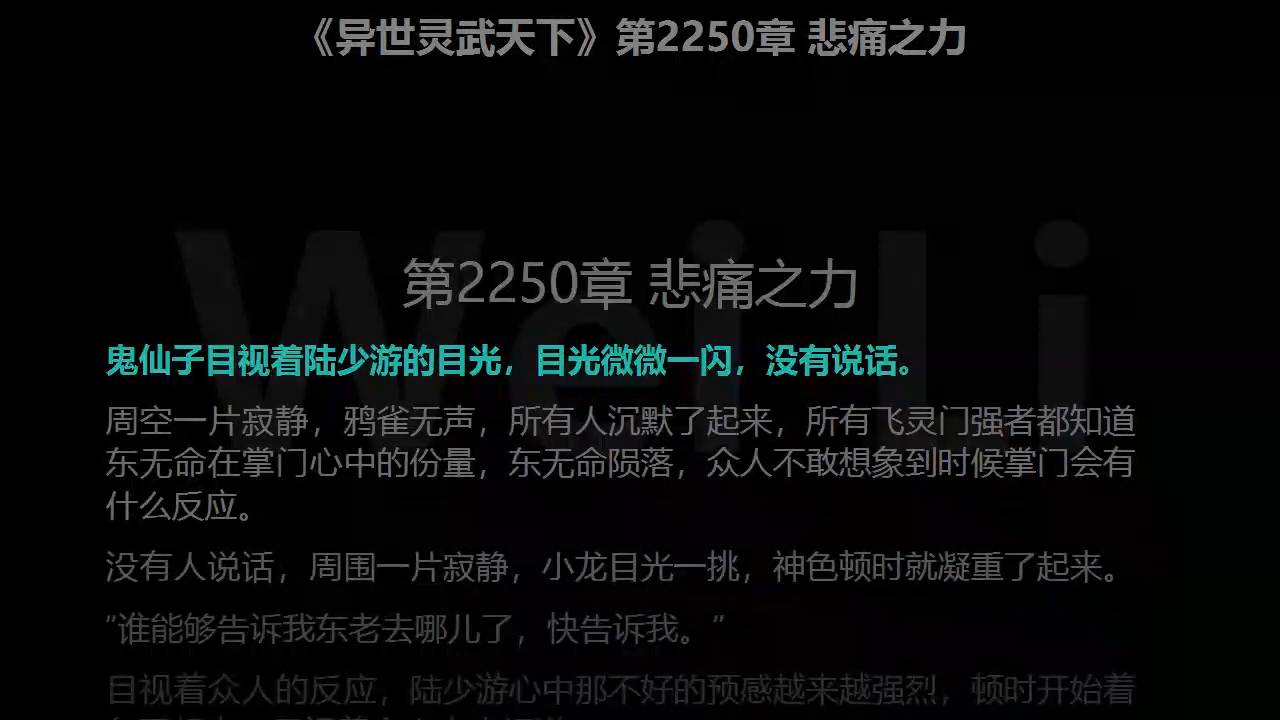 《异世灵武天下》第2250章 悲痛之力
Wei Li
第2250章 悲痛之力
鬼仙子目视着陆少游的目光，目光微微一闪，没有说话。
周空一片寂静，鸦雀无声，所有人沉默了起来，所有飞灵门强者都知道
东无命在掌门心中的份量，东无命陨落，众人不敢想象到时候掌门会有
什么反应。
没有人说话，周围一片寂静，小龙目光一挑，神色顿时就凝重了起来。
“谁能够告诉我东老去哪儿了，快告诉我。”
目视着众人的反应，陆少游心中那不好的预感越来越强烈，顿时开始着